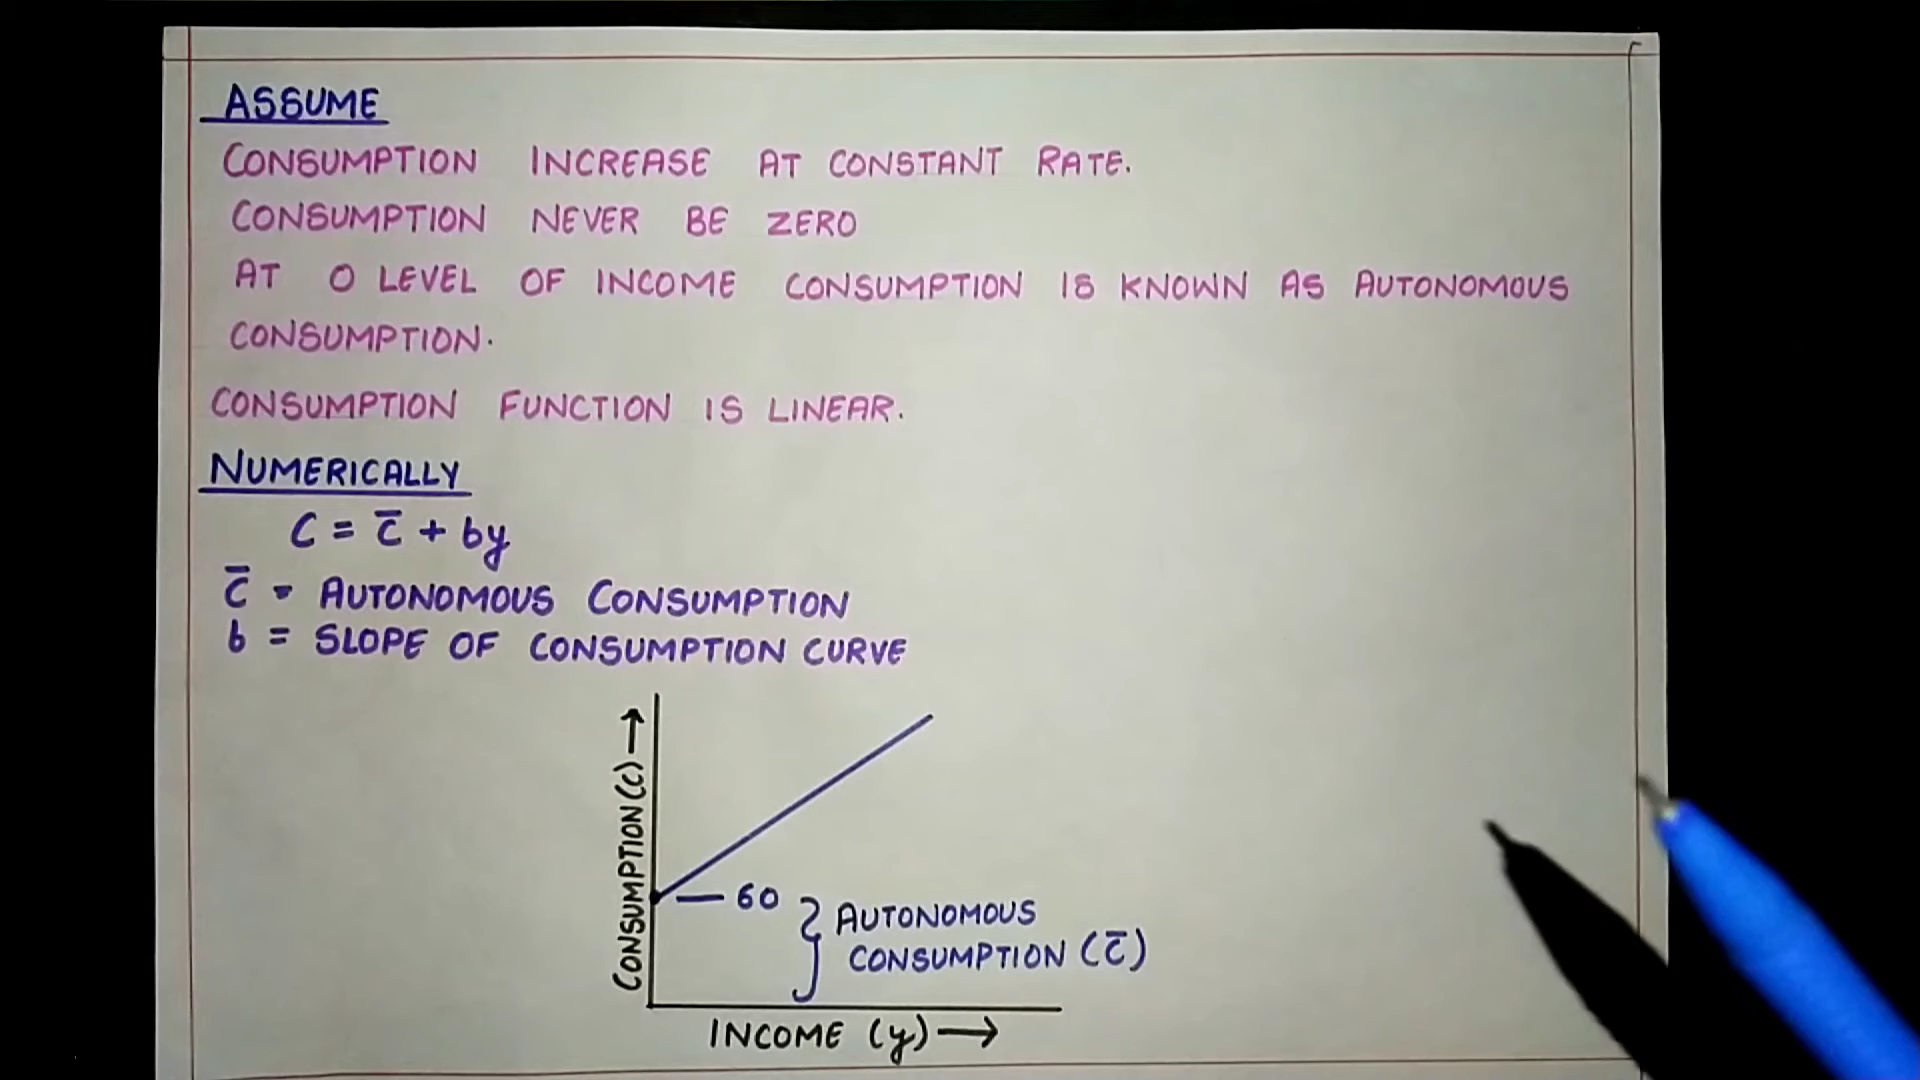 ASSUME
CONSUMPTION INCREASE AT CONSTANT RATE.
CONSUMPTION NEVER BE ZERO
AT 0 LEVEL OF INCOME CONSUMPTION IS KNOWN AS AUTONOMOUS
CONSUMPTION.
CONSUMPTION FUNCTION IS LINEAR.
NUMERICALLY
C = c̄ + by
c̄ = AUTONOMOUS CONSUMPTION
b = SLOPE OF CONSUMPTION CURVE
CONSUMPTION (C) →
— 60
AUTONOMOUS
CONSUMPTION (c̄)
INCOME (y) →